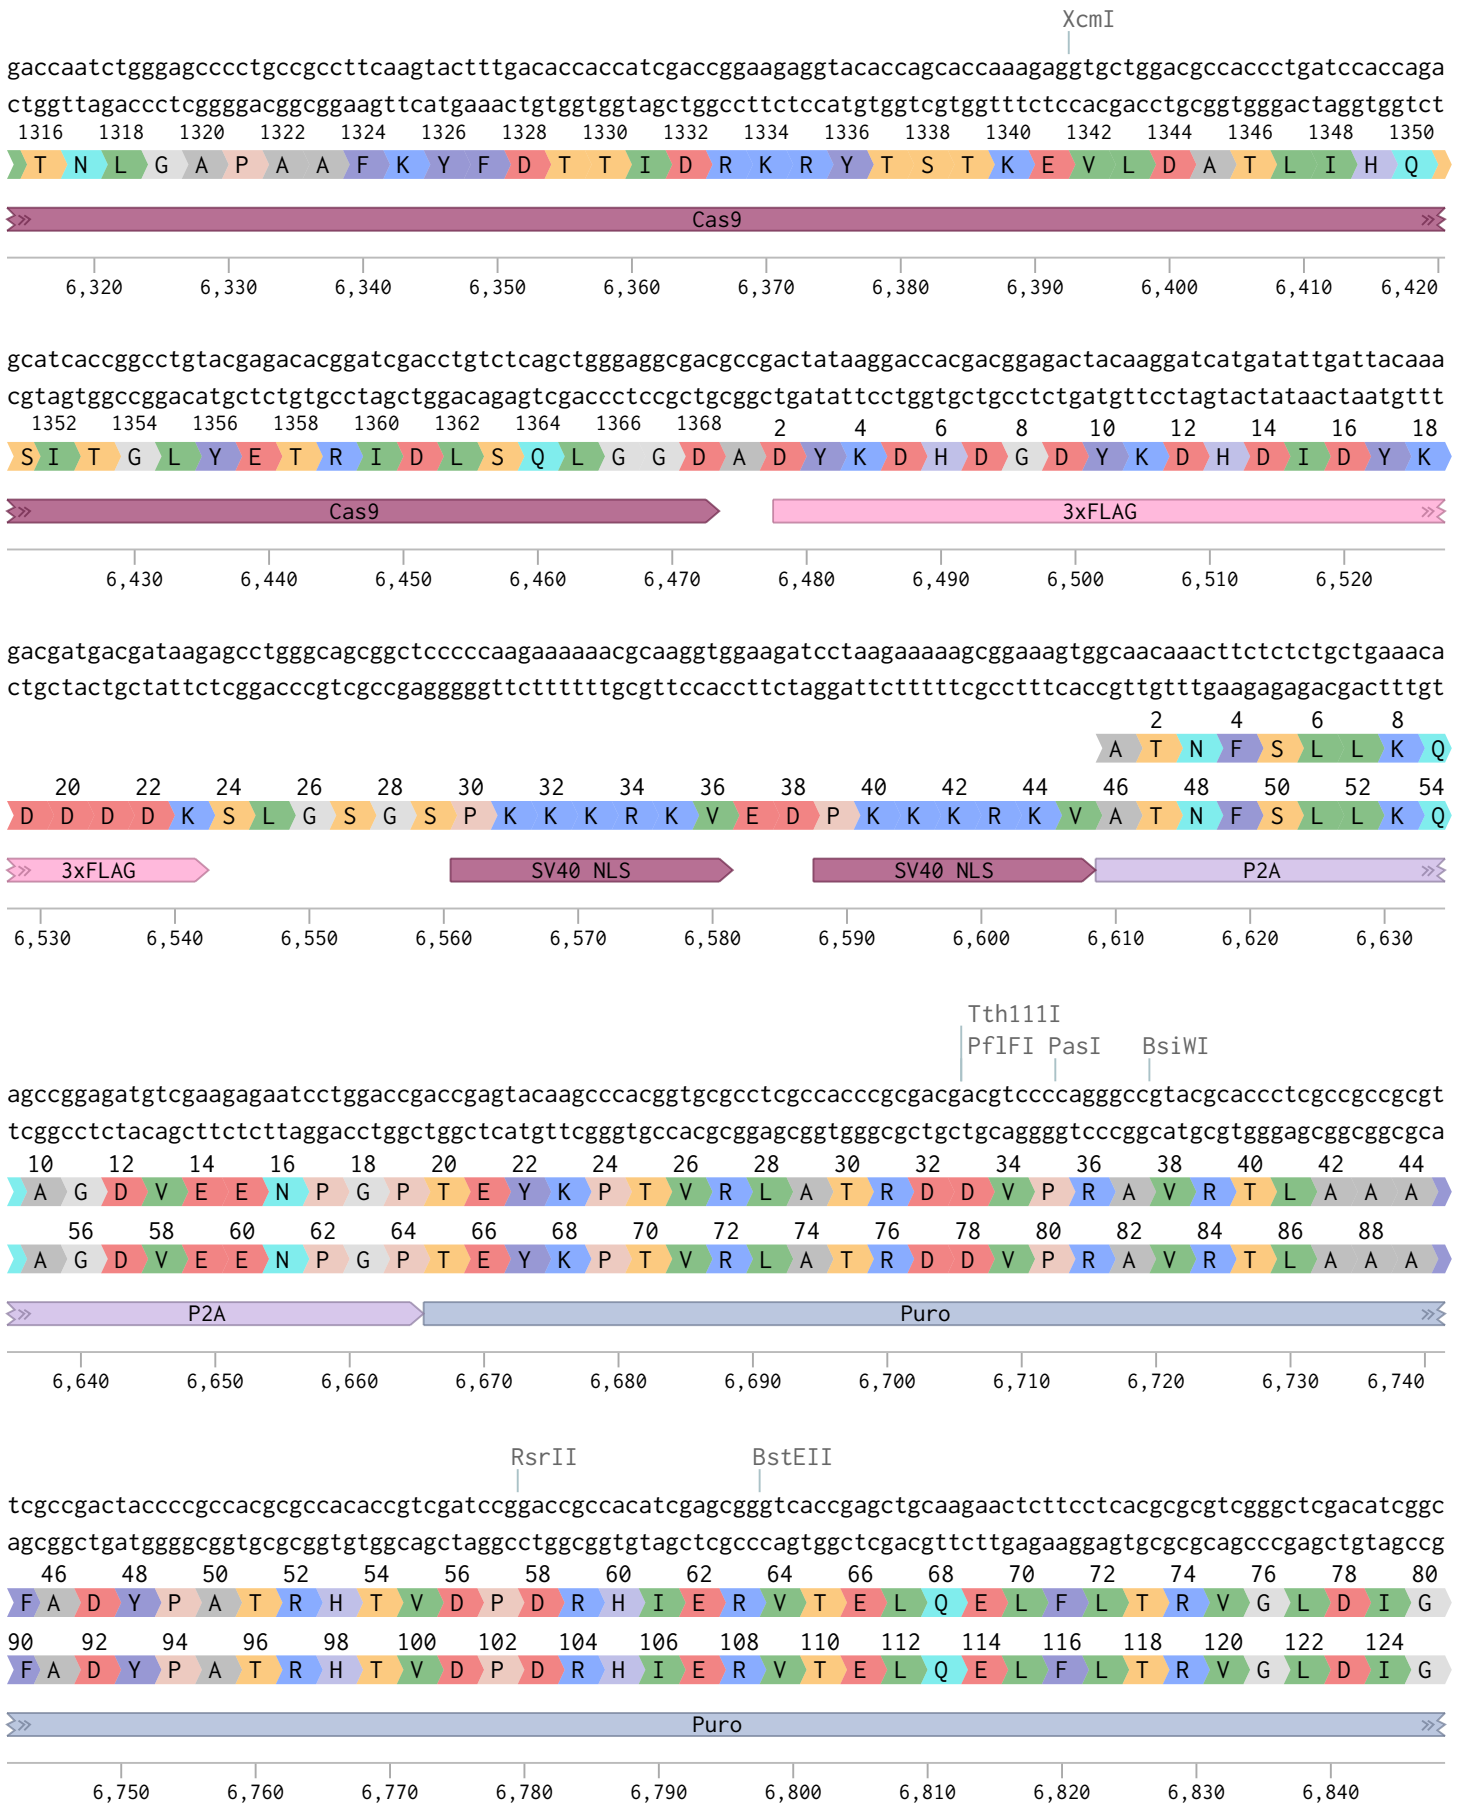 XcmI
gaccaatctgggagcccctgccgccttcaagtactttgacaccaccatcgaccggaagaggtacaccagcaccaaagaggtgctggacgccaccctgatccaccaga
ctggttagaccctcggggacggcggaagttcatgaaactgtggtggtagctggccttctccatgtggtcgtggtttctccacgacctgcggtgggactaggtggtct
1316 1318 1320 1322 1324 1326 1328 1330 1332 1334 1336 1338 1340 1342 1344 1346 1348 1350
T N L G A P A A F K Y F D T T I D R K R Y T S T K E V L D A T L I H Q
Cas9
6,320 6,330 6,340 6,350 6,360 6,370 6,380 6,390 6,400 6,410 6,420
gcatcaccggcctgtacgagacacggatcgacctgtctcagctgggaggcgacgccgactataaggaccacgacggagactacaaggatcatgatattgattacaaa
cgtagtggccggacatgctctgtgcctagctggacagagtcgaccctccgctgcggctgatattcctggtgctgcctctgatgttcctagtactataactaatgttt
1352 1354 1356 1358 1360 1362 1364 1366 1368 2 4 6 8 10 12 14 16 18
S I T G L Y E T R I D L S Q L G G D A D Y K D H D G D Y K D H D I D Y K
Cas9 3xFLAG
6,430 6,440 6,450 6,460 6,470 6,480 6,490 6,500 6,510 6,520
gacgatgacgataagagcctgggcagcggctcccccaagaaaaaacgcaaggtggaagatcctaagaaaaagcggaaagtggcaacaaacttctctctgctgaaaca
ctgctactgctattctcggacccgtcgccgagggggttcttttttgcgttccaccttctaggattctttttcgcctttcaccgttgtttgaagagagacgactttgt
2 4 6 8
A T N F S L L K Q
20 22 24 26 28 30 32 34 36 38 40 42 44 46 48 50 52 54
D D D D K S L G S G S P K K K R K V E D P K K K R K V A T N F S L L K Q
3xFLAG SV40 NLS SV40 NLS P2A
6,530 6,540 6,550 6,560 6,570 6,580 6,590 6,600 6,610 6,620 6,630
Tth111I
PflFI PasI BsiWI
agccggagatgtcgaagagaatcctggaccgaccgagtacaagcccacggtgcgcctcgccacccgcgacgacgtccccagggccgtacgcaccctcgccgccgcgt
tcggcctctacagcttctcttaggacctggctggctcatgttcgggtgccacgcggagcggtgggcgctgctgcaggggtcccggcatgcgtgggagcggcggcgca
10 12 14 16 18 20 22 24 26 28 30 32 34 36 38 40 42 44
A G D V E E N P G P T E Y K P T V R L A T R D D V P R A V R T L A A A
56 58 60 62 64 66 68 70 72 74 76 78 80 82 84 86 88
A G D V E E N P G P T E Y K P T V R L A T R D D V P R A V R T L A A A
P2A Puro
6,640 6,650 6,660 6,670 6,680 6,690 6,700 6,710 6,720 6,730 6,740
RsrII BstEII
tcgccgactaccccgccacgcgccacaccgtcgatccggaccgccacatcgagcgggtcaccgagctgcaagaactcttcctcacgcgcgtcgggctcgacatcggc
agcggctgatggggcggtgcgcggtgtggcagctaggcctggcggtgtagctcgcccagtggctcgacgttcttgagaaggagtgcgcgcagcccgagctgtagccg
46 48 50 52 54 56 58 60 62 64 66 68 70 72 74 76 78 80
F A D Y P A T R H T V D P D R H I E R V T E L Q E L F L T R V G L D I G
90 92 94 96 98 100 102 104 106 108 110 112 114 116 118 120 122 124
F A D Y P A T R H T V D P D R H I E R V T E L Q E L F L T R V G L D I G
Puro
6,750 6,760 6,770 6,780 6,790 6,800 6,810 6,820 6,830 6,840